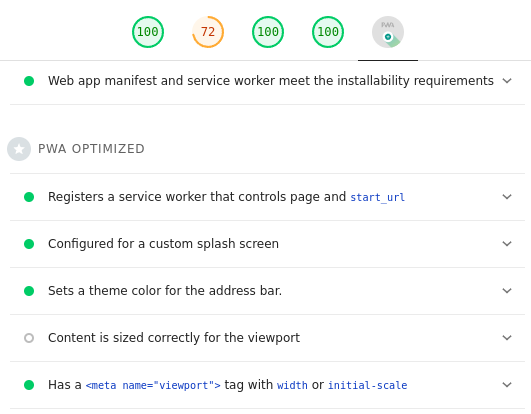 100 72 100 100 PWA
Web app manifest and service worker meet the installability requirements
PWA OPTIMIZED
Registers a service worker that controls page and start_url
Configured for a custom splash screen
Sets a theme color for the address bar.
Content is sized correctly for the viewport
Has a <meta name="viewport"> tag with width or initial-scale